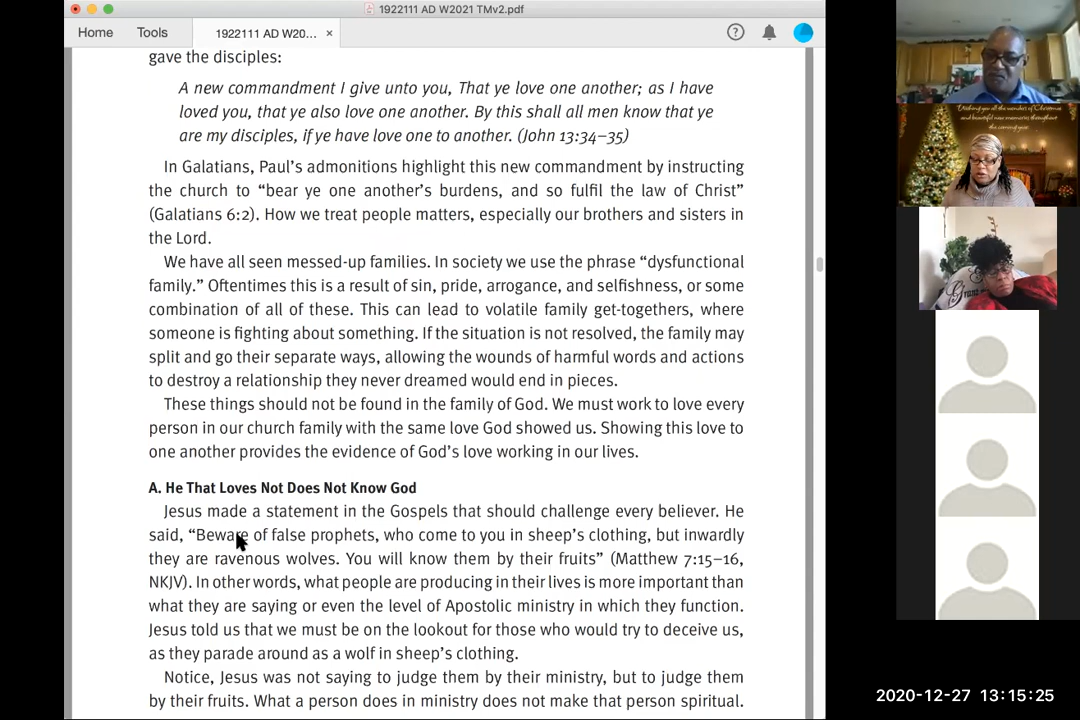 1922111 AD W2021 TMv2.pdf
Home
Tools
1922111 AD W20... ×
gave the disciples:
A new commandment I give unto you, That ye love one another; as I have
loved you, that ye also love one another. By this shall all men know that ye
are my disciples, if ye have love one to another. (John 13:34–35)
In Galatians, Paul's admonitions highlight this new commandment by instructing
the church to “bear ye one another's burdens, and so fulfil the law of Christ”
(Galatians 6:2). How we treat people matters, especially our brothers and sisters in
the Lord.
We have all seen messed-up families. In society we use the phrase “dysfunctional
family.” Oftentimes this is a result of sin, pride, arrogance, and selfishness, or some
combination of all of these. This can lead to volatile family get-togethers, where
someone is fighting about something. If the situation is not resolved, the family may
split and go their separate ways, allowing the wounds of harmful words and actions
to destroy a relationship they never dreamed would end in pieces.
These things should not be found in the family of God. We must work to love every
person in our church family with the same love God showed us. Showing this love to
one another provides the evidence of God's love working in our lives.
A. He That Loves Not Does Not Know God
Jesus made a statement in the Gospels that should challenge every believer. He
said, “Beware of false prophets, who come to you in sheep's clothing, but inwardly
they are ravenous wolves. You will know them by their fruits” (Matthew 7:15–16,
NKJV). In other words, what people are producing in their lives is more important than
what they are saying or even the level of Apostolic ministry in which they function.
Jesus told us that we must be on the lookout for those who would try to deceive us,
as they parade around as a wolf in sheep's clothing.
Notice, Jesus was not saying to judge them by their ministry, but to judge them
by their fruits. What a person does in ministry does not make that person spiritual.
Wishing you all the wonders of Christmas
and beautiful new memories throughout
the coming year
2020-12-27 13:15:25